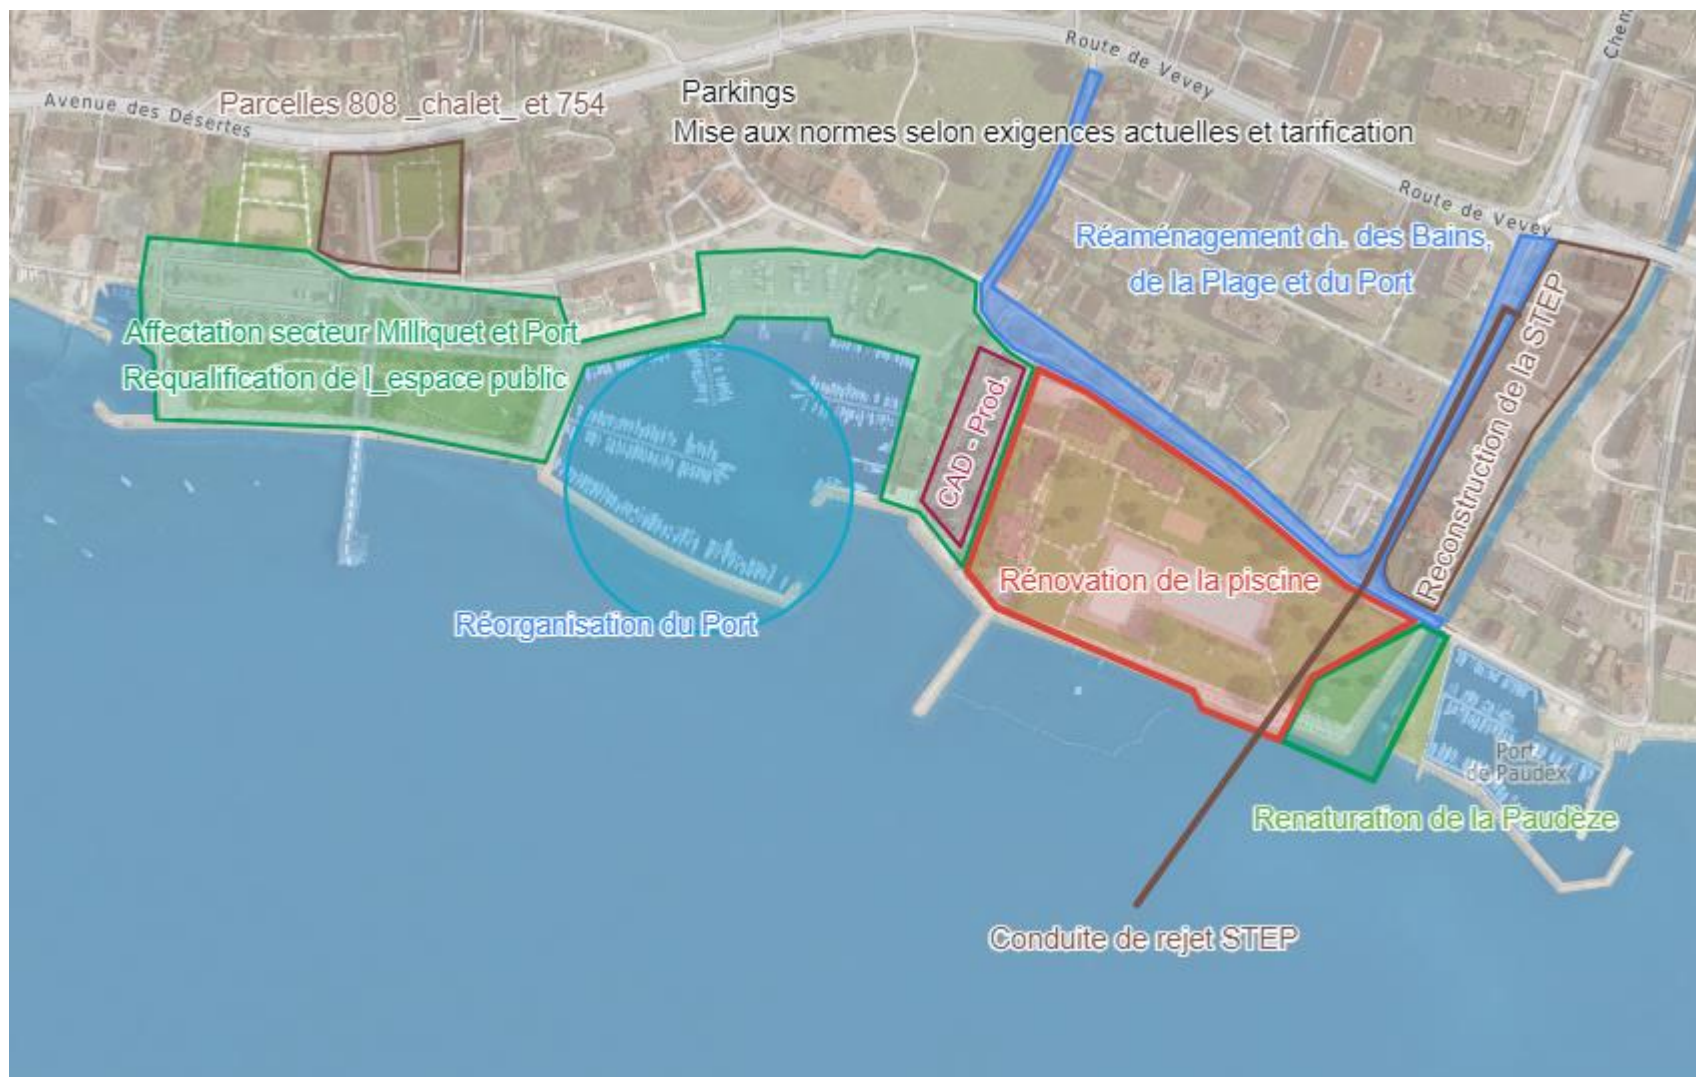 Route de Vevey
Chem
Avenue des Désertes
Parcelles 808 _chalet_ et 754
Parkings
Mise aux normes selon exigences actuelles et tarification
Route de Vevey
Réaménagement ch. des Bains,
de la Plage et du Port
Affectation secteur Milliquet et Port
Requalification de l_espace public
CAD - Prod.
Reconstruction de la STEP
Rénovation de la piscine
Réorganisation du Port
Port
de Paudex
Renaturation de la Paudèze
Conduite de rejet STEP